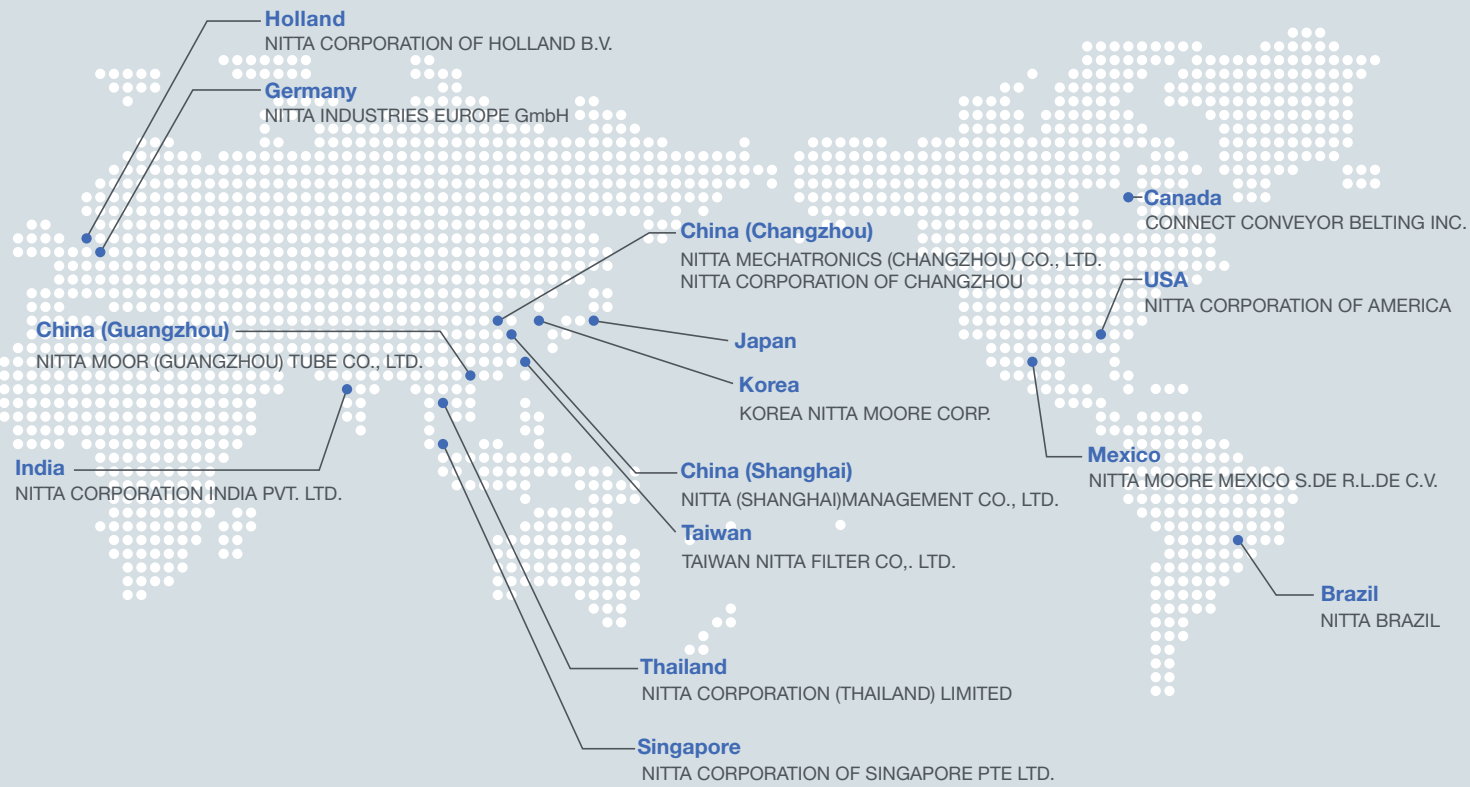 Holland
NITTA CORPORATION OF HOLLAND B.V.
Germany
NITTA INDUSTRIES EUROPE GmbH
Canada
CONNECT CONVEYOR BELTING INC.
China (Changzhou)
NITTA MECHATRONICS (CHANGZHOU) CO., LTD.
NITTA CORPORATION OF CHANGZHOU
USA
NITTA CORPORATION OF AMERICA
China (Guangzhou)
NITTA MOOR (GUANGZHOU) TUBE CO., LTD.
Japan
Korea
KOREA NITTA MOORE CORP.
India
NITTA CORPORATION INDIA PVT. LTD.
China (Shanghai)
NITTA (SHANGHAI)MANAGEMENT CO., LTD.
Mexico
NITTA MOORE MEXICO S.DE R.L.DE C.V.
Taiwan
TAIWAN NITTA FILTER CO,. LTD.
Brazil
NITTA BRAZIL
Thailand
NITTA CORPORATION (THAILAND) LIMITED
Singapore
NITTA CORPORATION OF SINGAPORE PTE LTD.